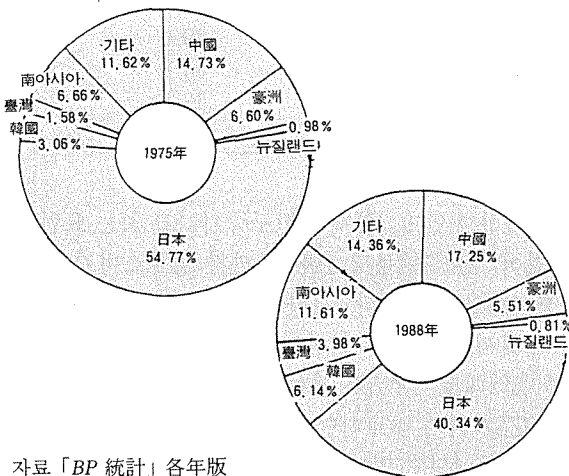 기타
11.62%
中國
14.73%
南아시아
6.66%
豪洲
6.60%
臺灣
1.58%
0.98%
뉴질랜드
韓國
3.06%
1975年
日本
54.77%
기타
14.36%
中國
17.25%
南아시아
11.61%
豪洲
5.51%
0.81%
뉴질랜드
臺灣
3.98%
韓國
6.14%
1988年
日本
40.34%
자료「BP 統計」各年版